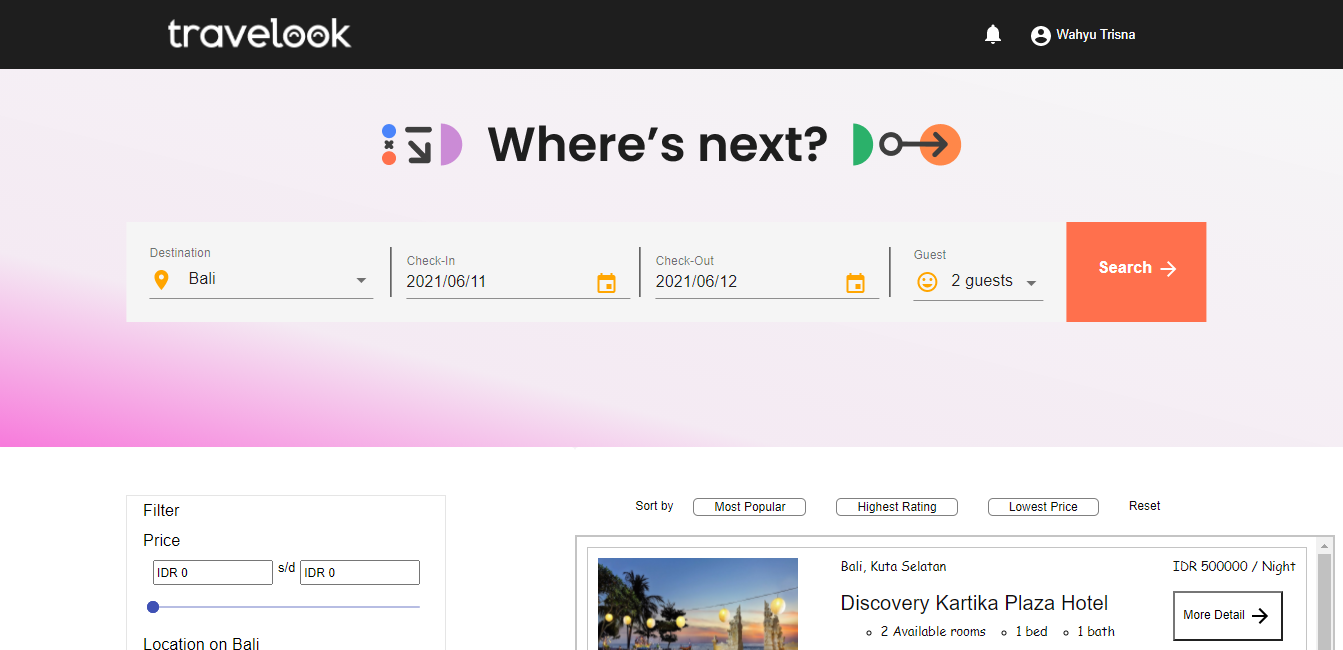 travelook
Wahyu Trisna
Where's next?
Destination
Bali
Check-In
2021/06/11
Check-Out
2021/06/12
Guest
2 guests
Search
Filter
Price
IDR 0 s/d IDR 0
Location on Bali
Sort by Most Popular Highest Rating Lowest Price Reset
Bali, Kuta Selatan
IDR 500000 / Night
Discovery Kartika Plaza Hotel
More Detail
2 Available rooms 1 bed 1 bath